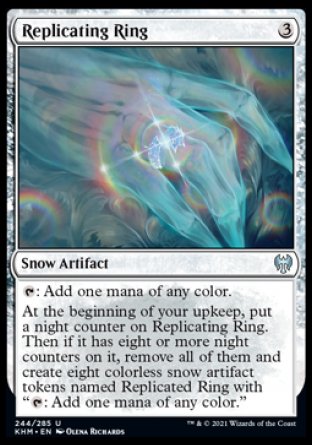 Replicating Ring 3
Snow Artifact
: Add one mana of any color.
At the beginning of your upkeep, put
a night counter on Replicating Ring.
Then if it has eight or more night
counters on it, remove all of them and
create eight colorless snow artifact
tokens named Replicated Ring with
“: Add one mana of any color.”
244/285 U
KHM • EN Olena Richards
™ & © 2021 Wizards of the Coast